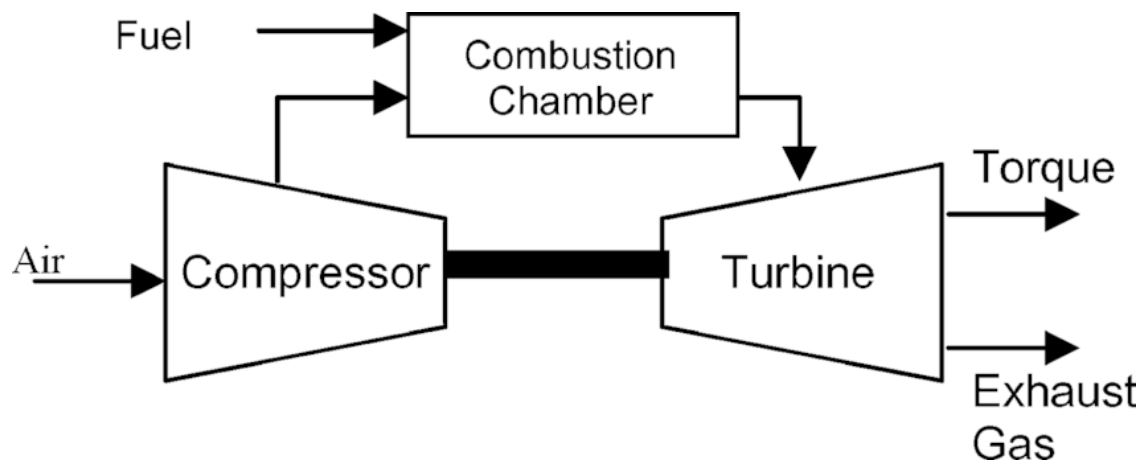 Fuel
Combustion
Chamber
Torque
Air
Compressor
Turbine
Exhaust
Gas